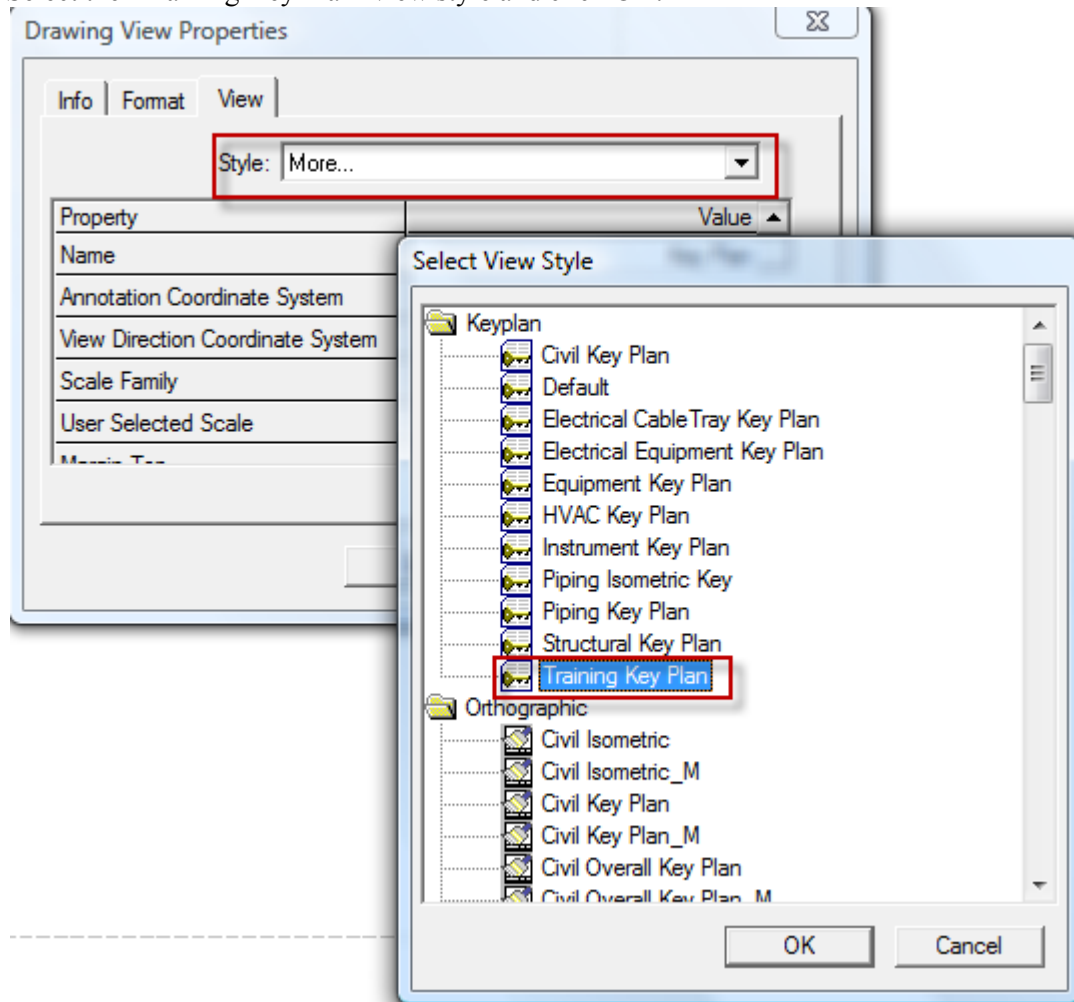 Drawing View Properties
Info Format View
Style: More...
Property Value
Name
Annotation Coordinate System
View Direction Coordinate System
Scale Family
User Selected Scale
Select View Style
Keyplan
Civil Key Plan
Default
Electrical CableTray Key Plan
Electrical Equipment Key Plan
Equipment Key Plan
HVAC Key Plan
Instrument Key Plan
Piping Isometric Key
Piping Key Plan
Structural Key Plan
Training Key Plan
Orthographic
Civil Isometric
Civil Isometric_M
Civil Key Plan
Civil Key Plan_M
Civil Overall Key Plan
Civil Overall Key Plan_M
OK Cancel